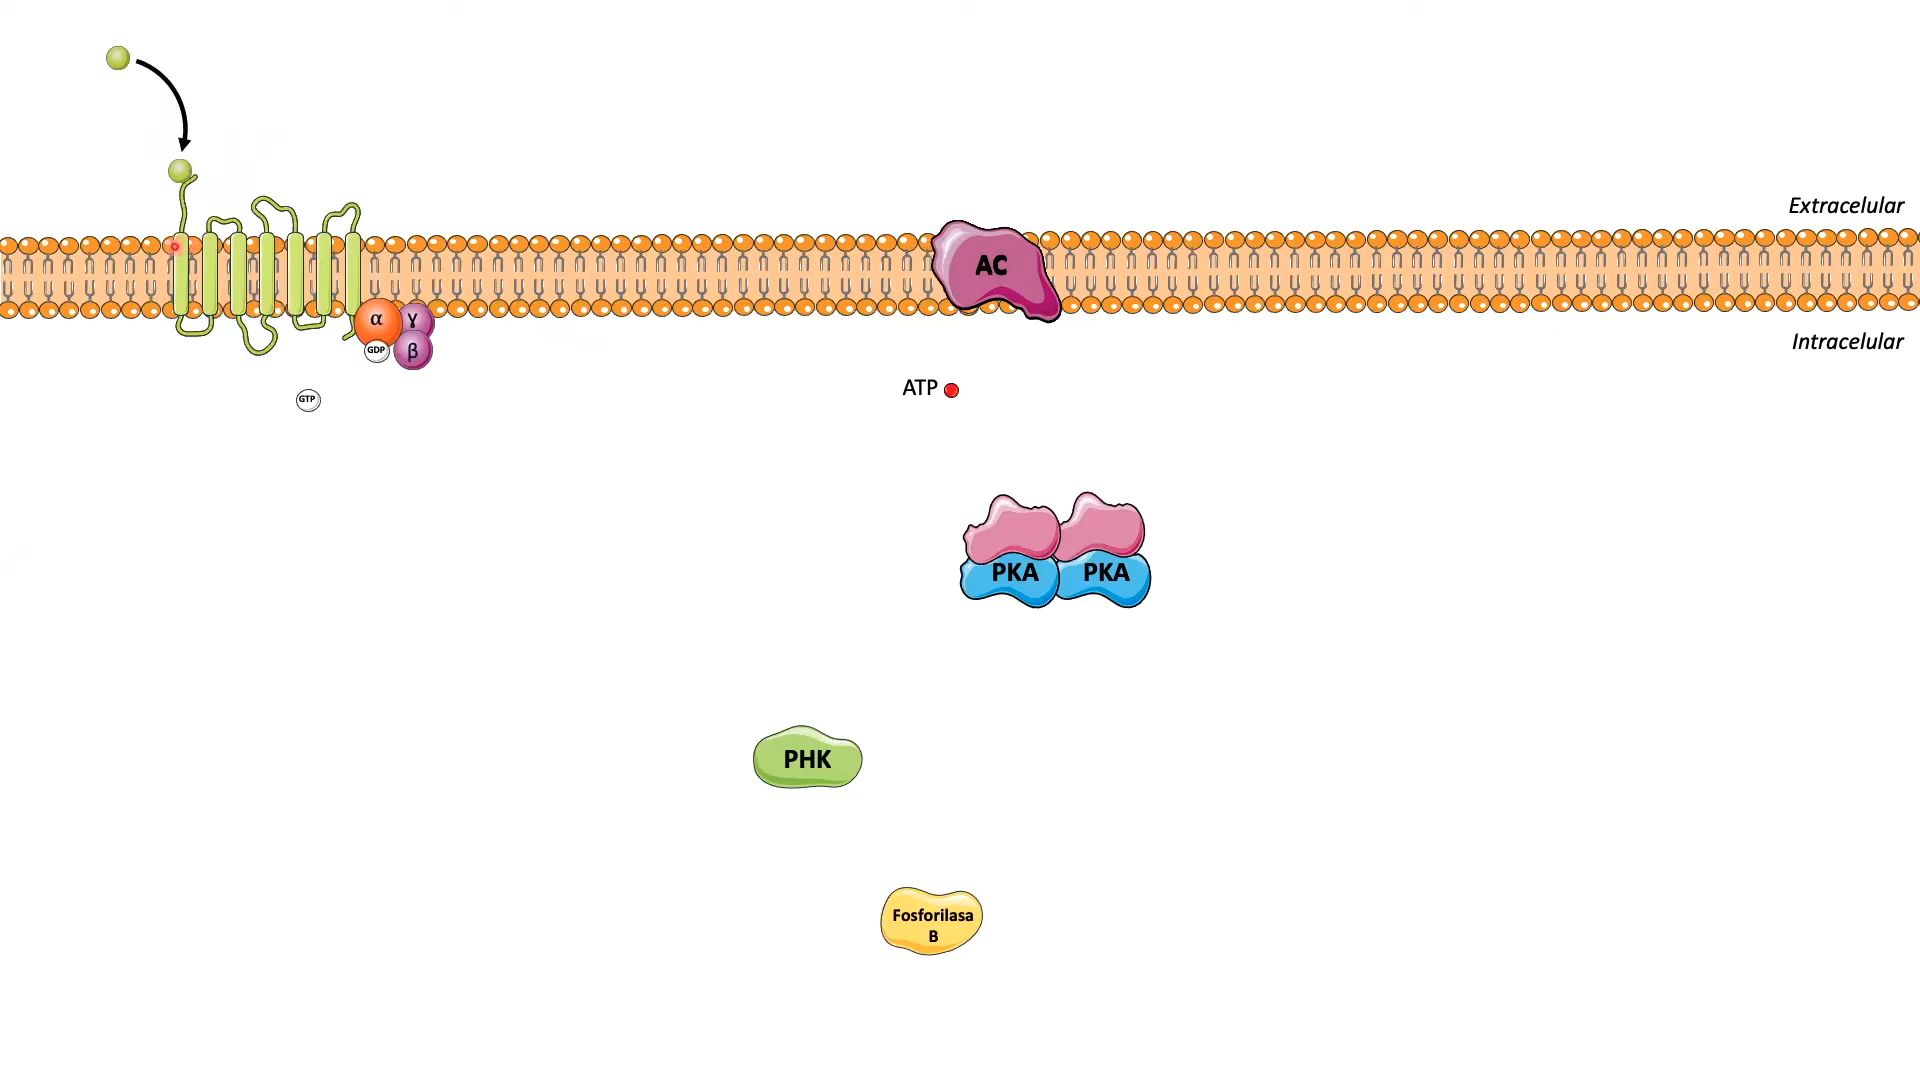 Extracelular
AC
α
γ
GDP
β
Intracelular
ATP
GTP
PKA
PKA
PHK
Fosforilasa
B